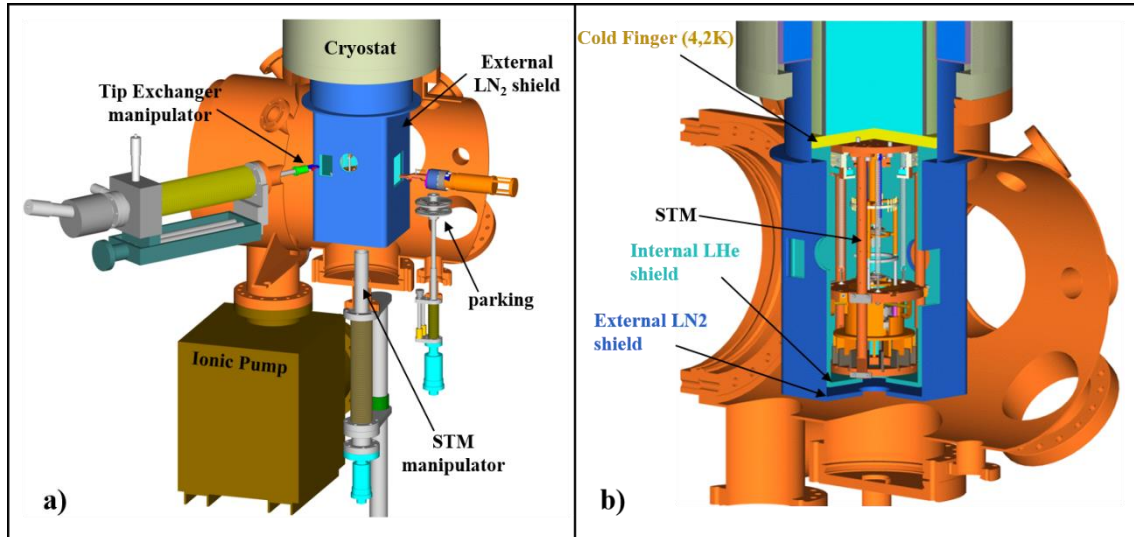 Cryostat
External
LN₂ shield
Tip Exchanger
manipulator
parking
Ionic Pump
STM
manipulator
a)
Cold Finger (4,2K)
STM
Internal LHe
shield
External LN2
shield
b)